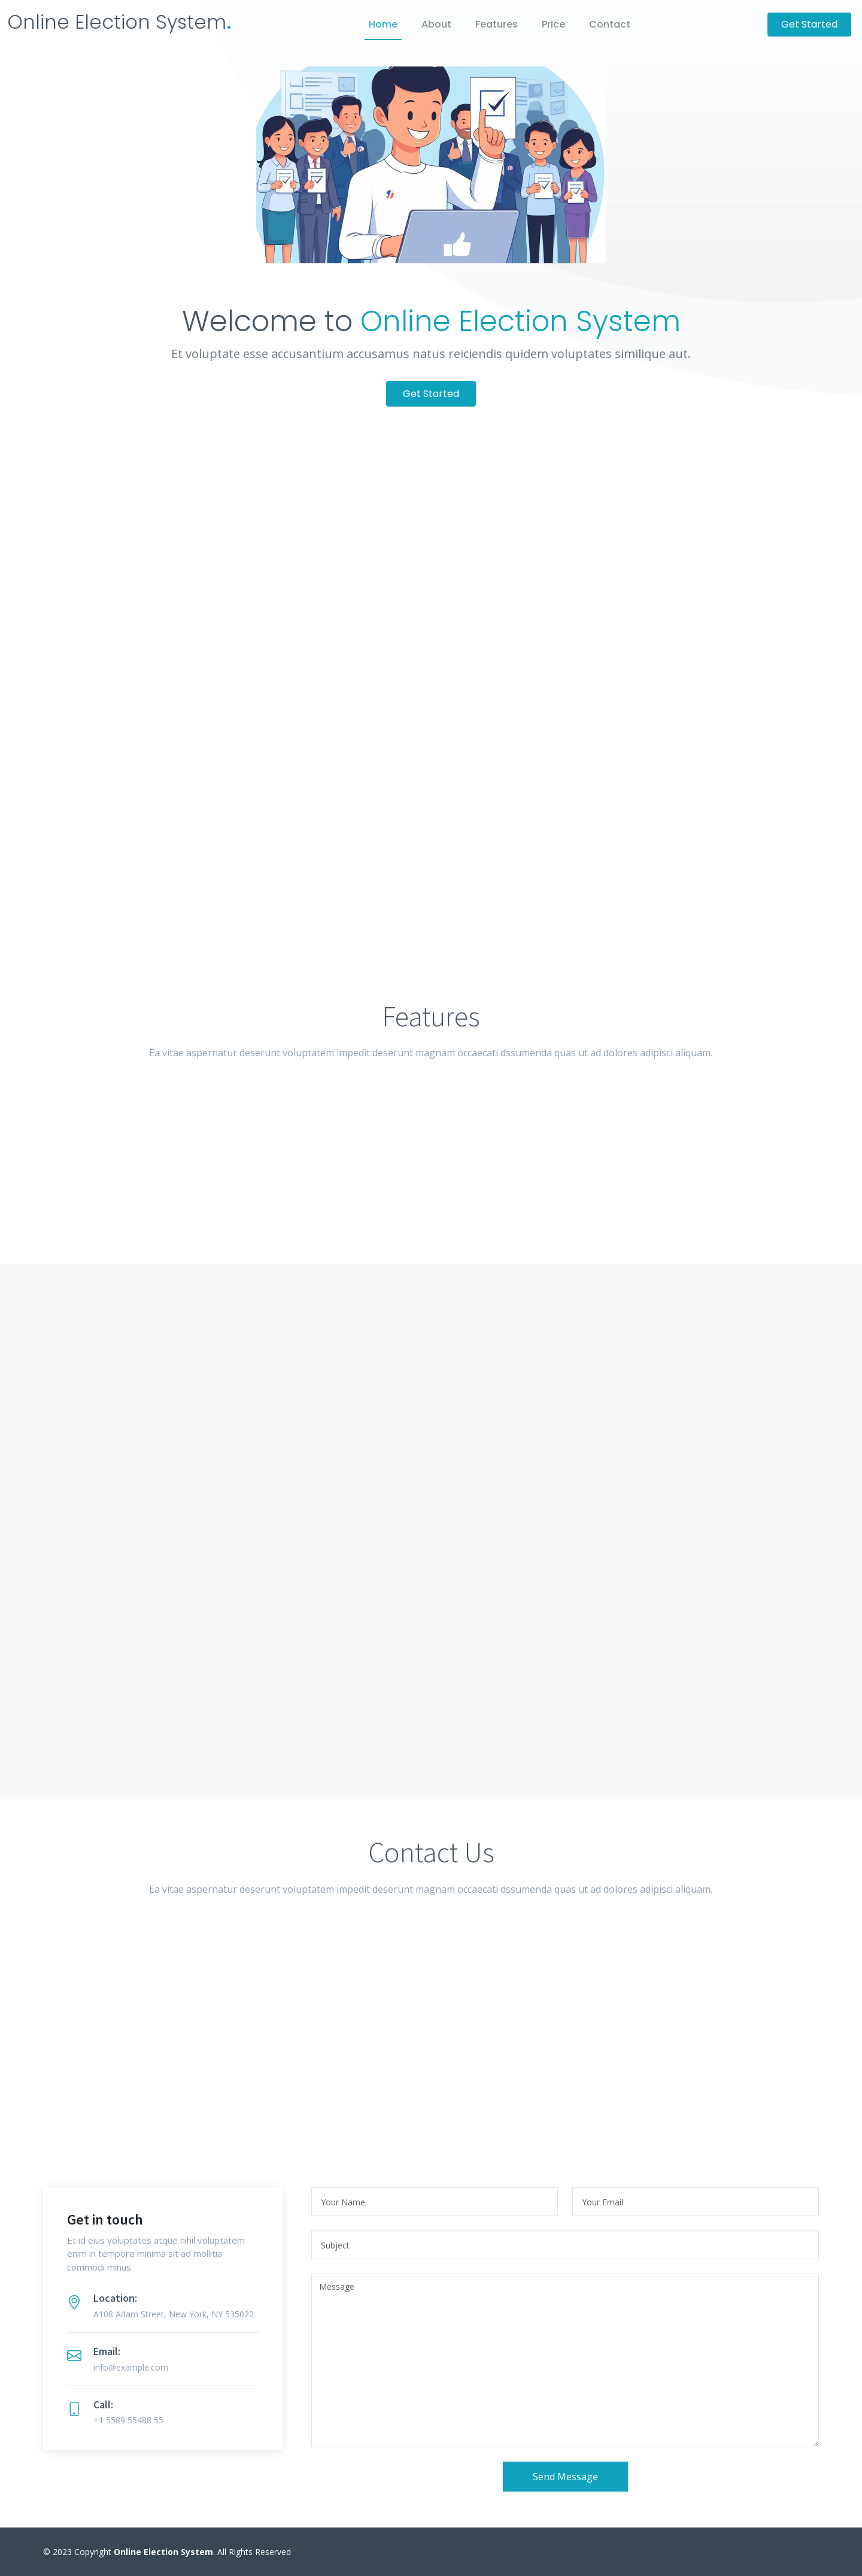 Online Election System.
Home About Features Price Contact
Get Started
Welcome to Online Election System
Et voluptate esse accusantium accusamus natus reiciendis quidem voluptates similique aut.
Get Started
Features
Ea vitae aspernatur deserunt voluptatem impedit deserunt magnam occaecati dssumenda quas ut ad dolores adipisci aliquam.
Contact Us
Ea vitae aspernatur deserunt voluptatem impedit deserunt magnam occaecati dssumenda quas ut ad dolores adipisci aliquam.
Get in touch
Et id eius voluptates atque nihil voluptatem
enim in tempore minima sit ad mollitia
commodi minus.
Location:
A108 Adam Street, New York, NY 535022
Email:
info@example.com
Call:
+1 5589 55488 55
Your Name
Your Email
Subject
Message
Send Message
© 2023 Copyright Online Election System. All Rights Reserved